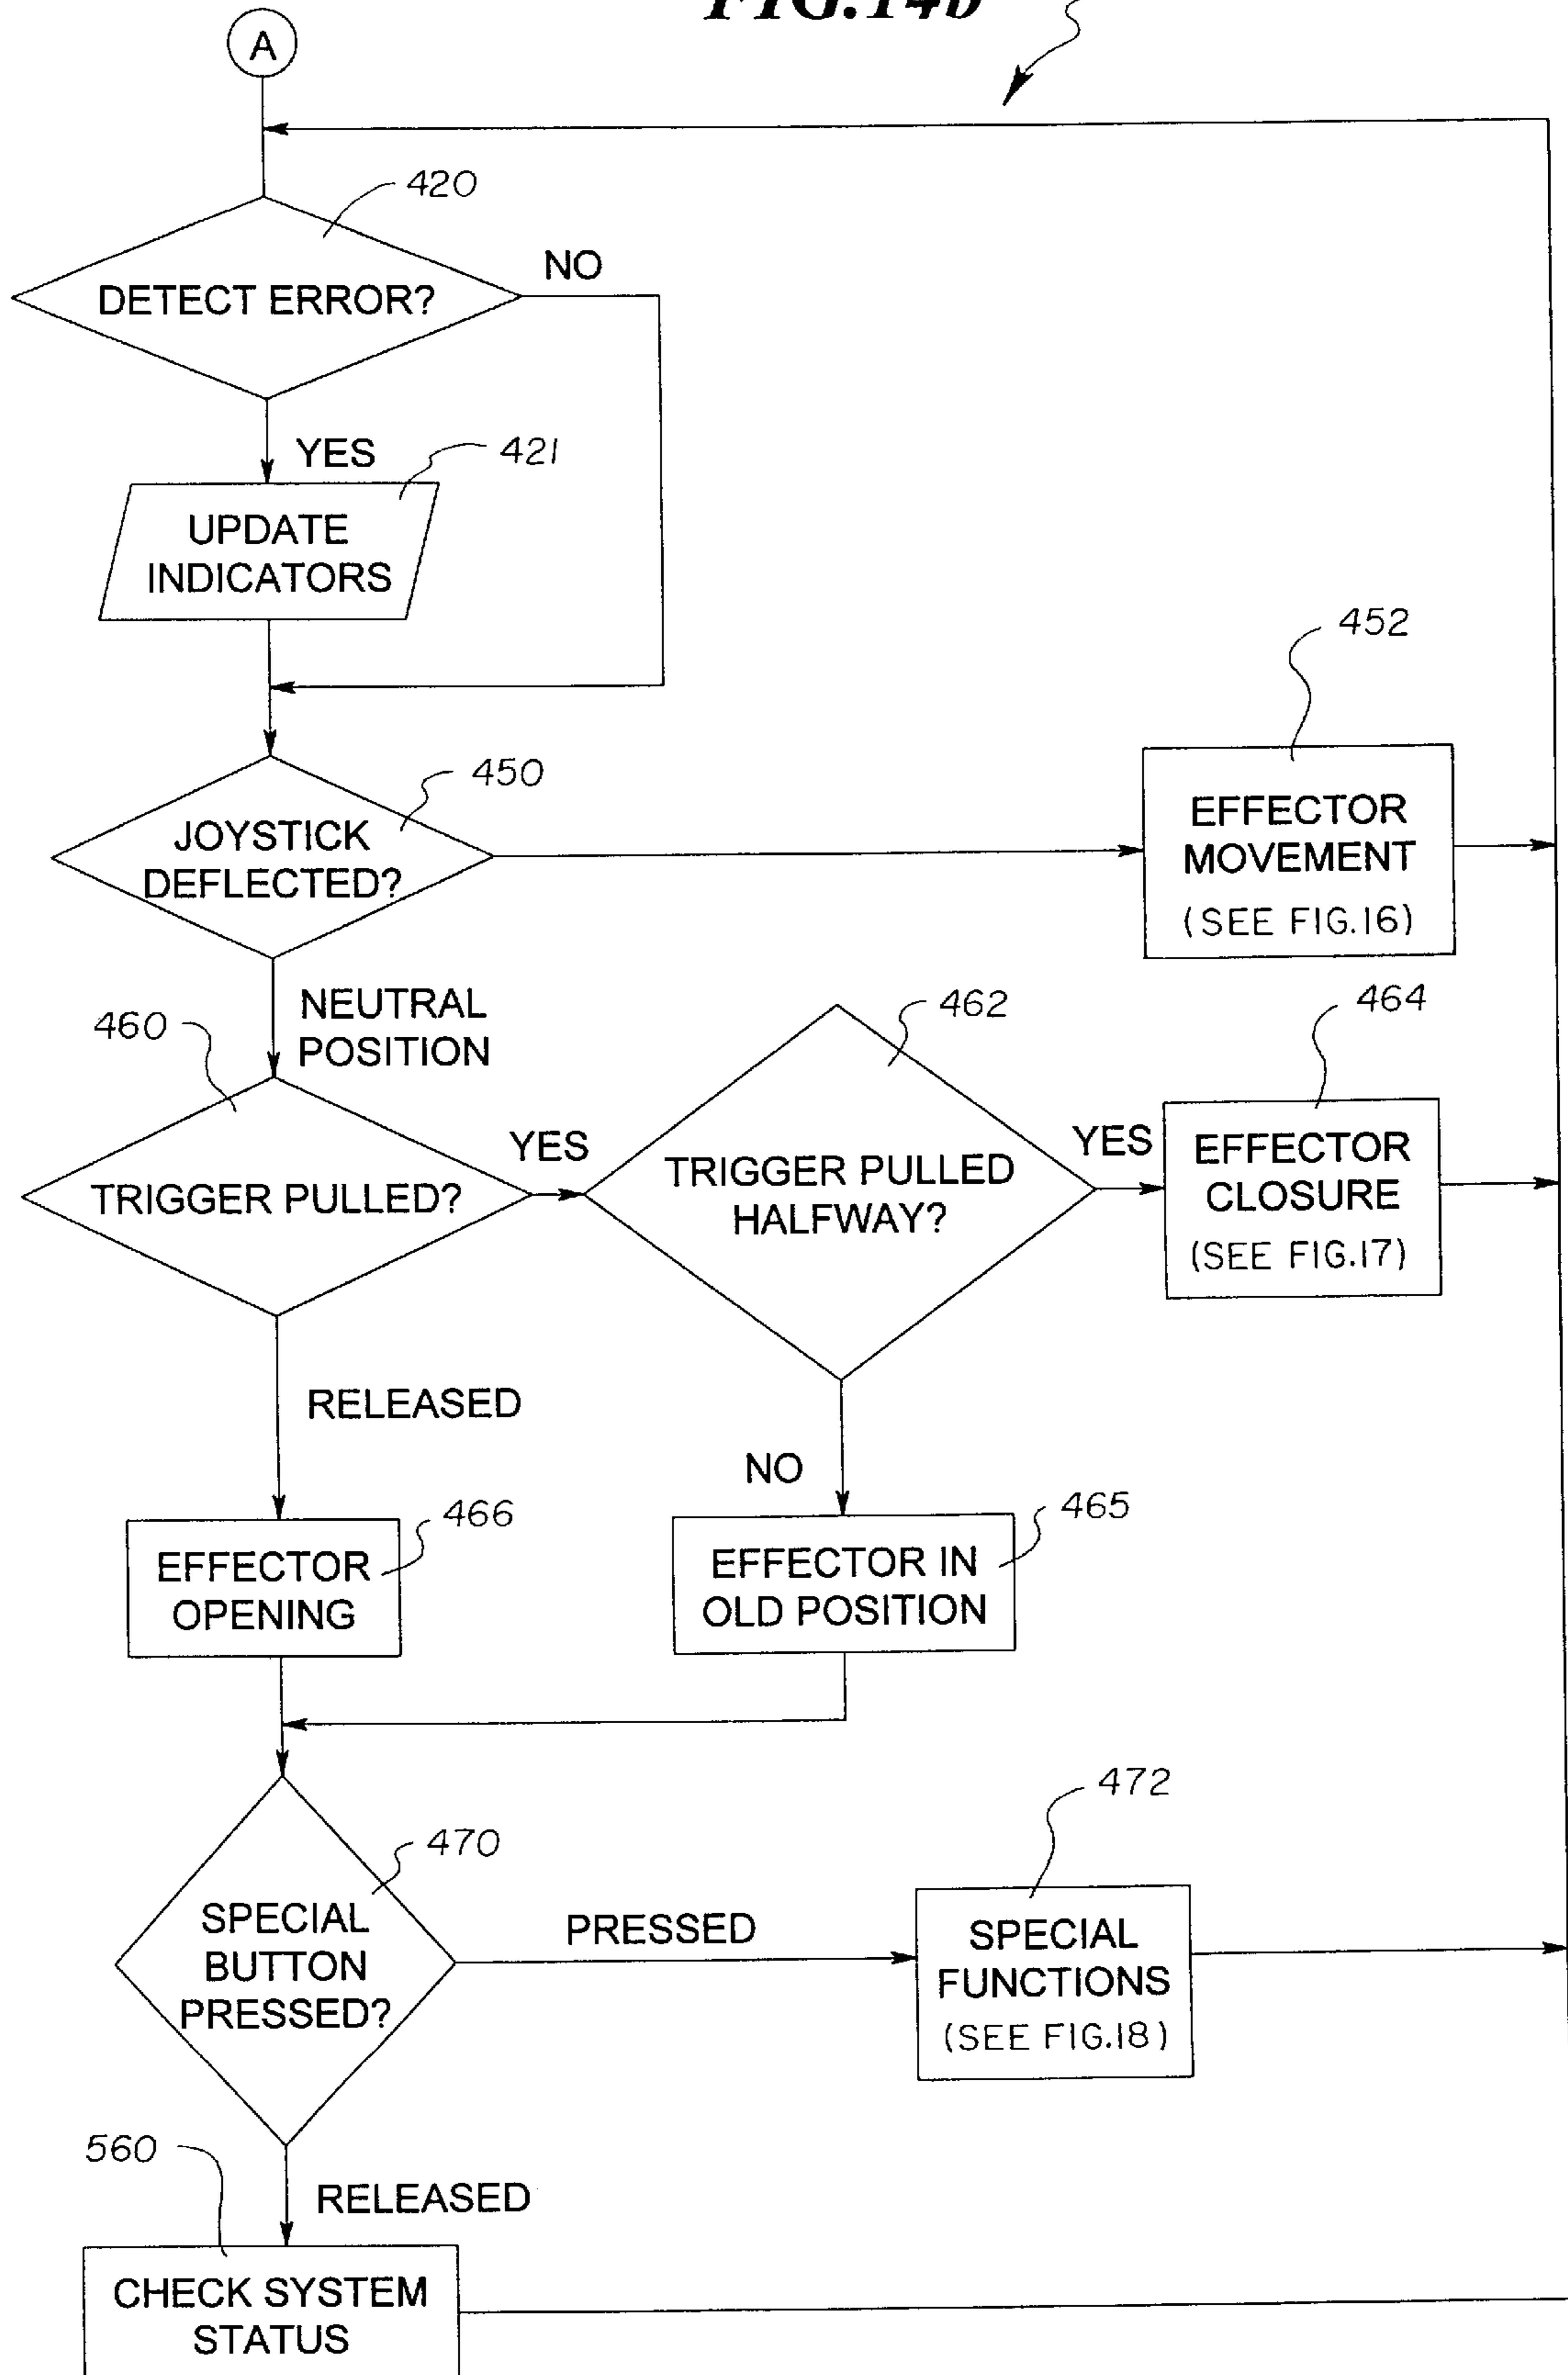 FIG.14b
A
420
DETECT ERROR?
NO
YES
421
UPDATE
INDICATORS
452
450
JOYSTICK
DEFLECTED?
EFFECTOR
MOVEMENT
(SEE FIG.16)
NEUTRAL
POSITION
460
462
464
TRIGGER PULLED?
YES
TRIGGER PULLED
HALFWAY?
YES
EFFECTOR
CLOSURE
(SEE FIG.17)
RELEASED
NO
466
EFFECTOR
OPENING
465
EFFECTOR IN
OLD POSITION
472
470
SPECIAL
BUTTON
PRESSED?
PRESSED
SPECIAL
FUNCTIONS
(SEE FIG.18)
560
RELEASED
CHECK SYSTEM
STATUS